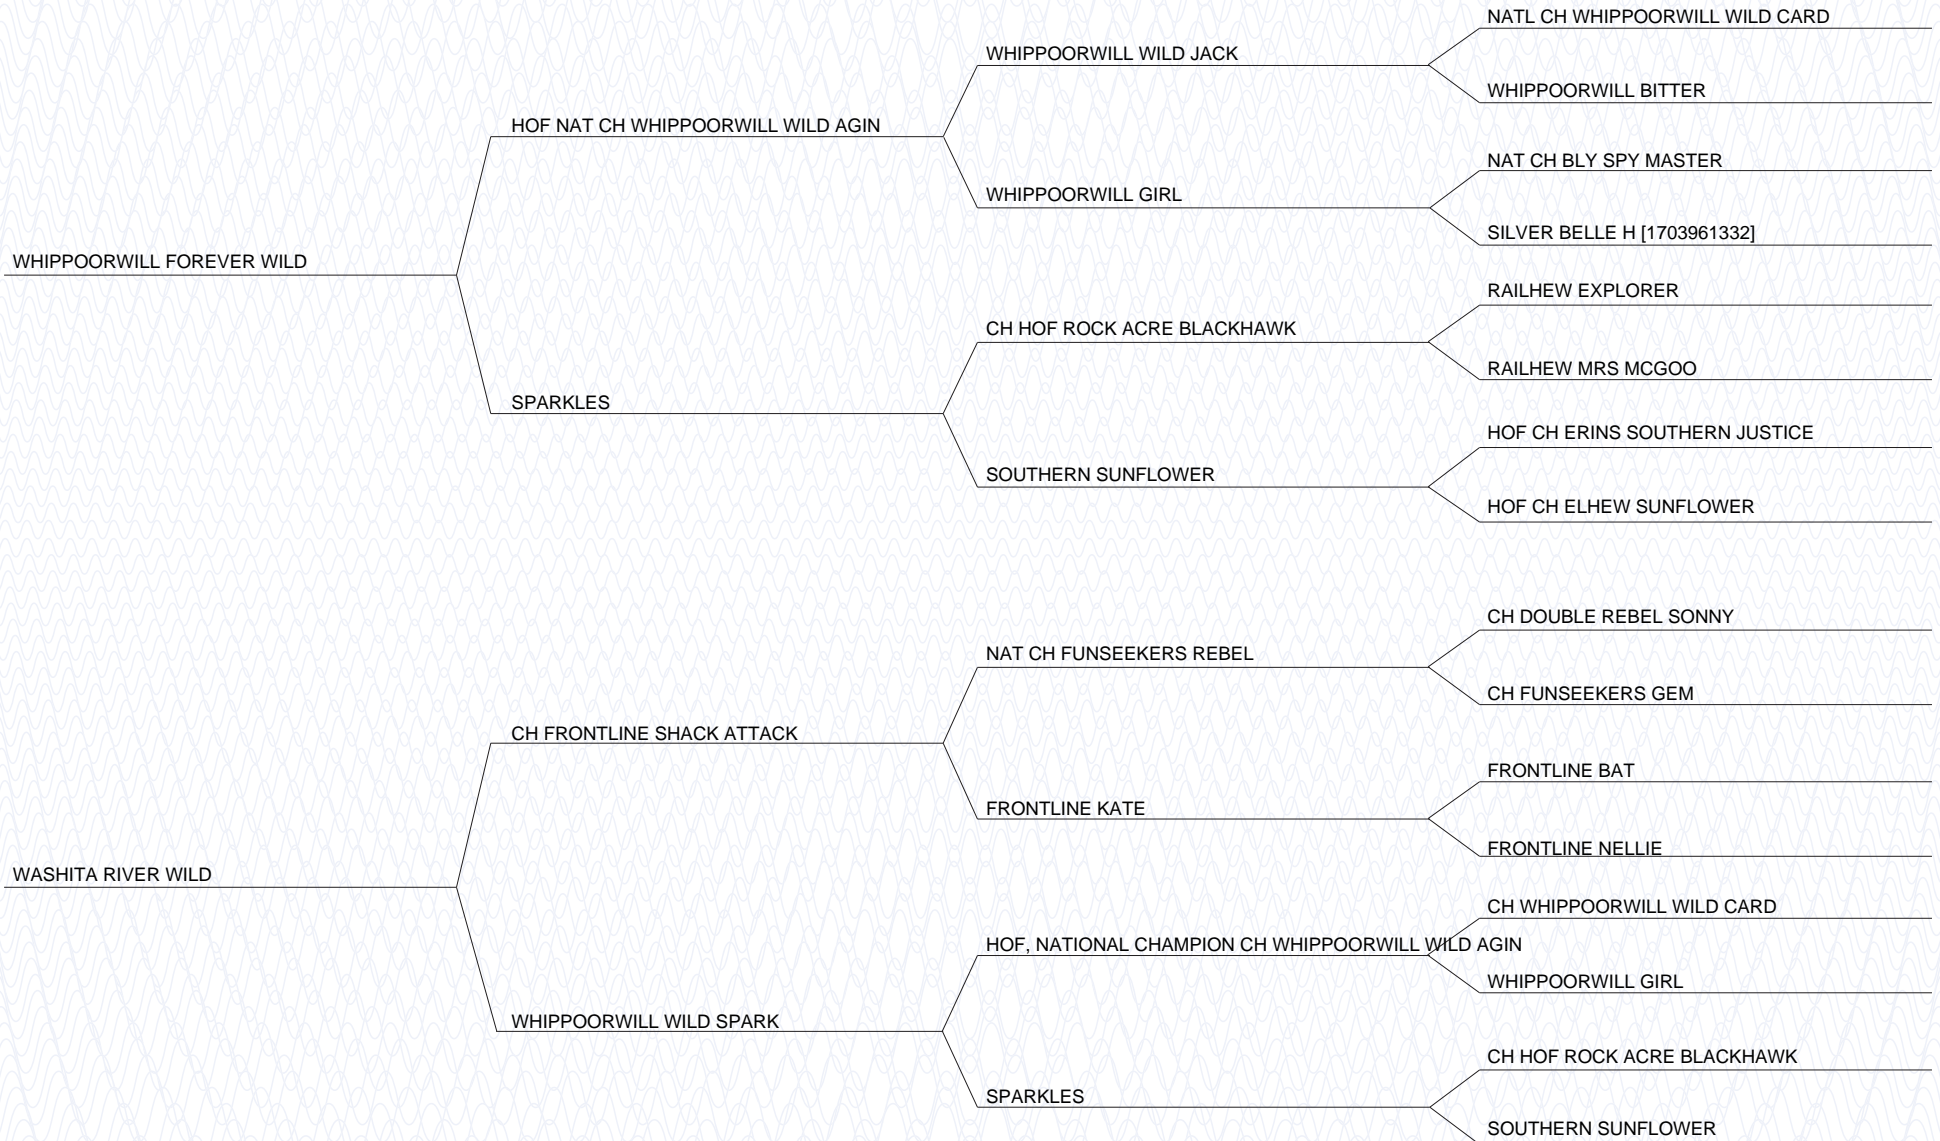 NATL CH WHIPPOORWILL WILD CARD
WHIPPOORWILL WILD JACK
WHIPPOORWILL BITTER
HOF NAT CH WHIPPOORWILL WILD AGIN
NAT CH BLY SPY MASTER
WHIPPOORWILL GIRL
SILVER BELLE H [1703961332]
WHIPPOORWILL FOREVER WILD
RAILHEW EXPLORER
CH HOF ROCK ACRE BLACKHAWK
RAILHEW MRS MCGOO
SPARKLES
HOF CH ERINS SOUTHERN JUSTICE
SOUTHERN SUNFLOWER
HOF CH ELHEW SUNFLOWER
CH DOUBLE REBEL SONNY
NAT CH FUNSEEKERS REBEL
CH FUNSEEKERS GEM
CH FRONTLINE SHACK ATTACK
FRONTLINE BAT
FRONTLINE KATE
FRONTLINE NELLIE
WASHITA RIVER WILD
CH WHIPPOORWILL WILD CARD
HOF, NATIONAL CHAMPION CH WHIPPOORWILL WILD AGIN
WHIPPOORWILL GIRL
WHIPPOORWILL WILD SPARK
CH HOF ROCK ACRE BLACKHAWK
SPARKLES
SOUTHERN SUNFLOWER